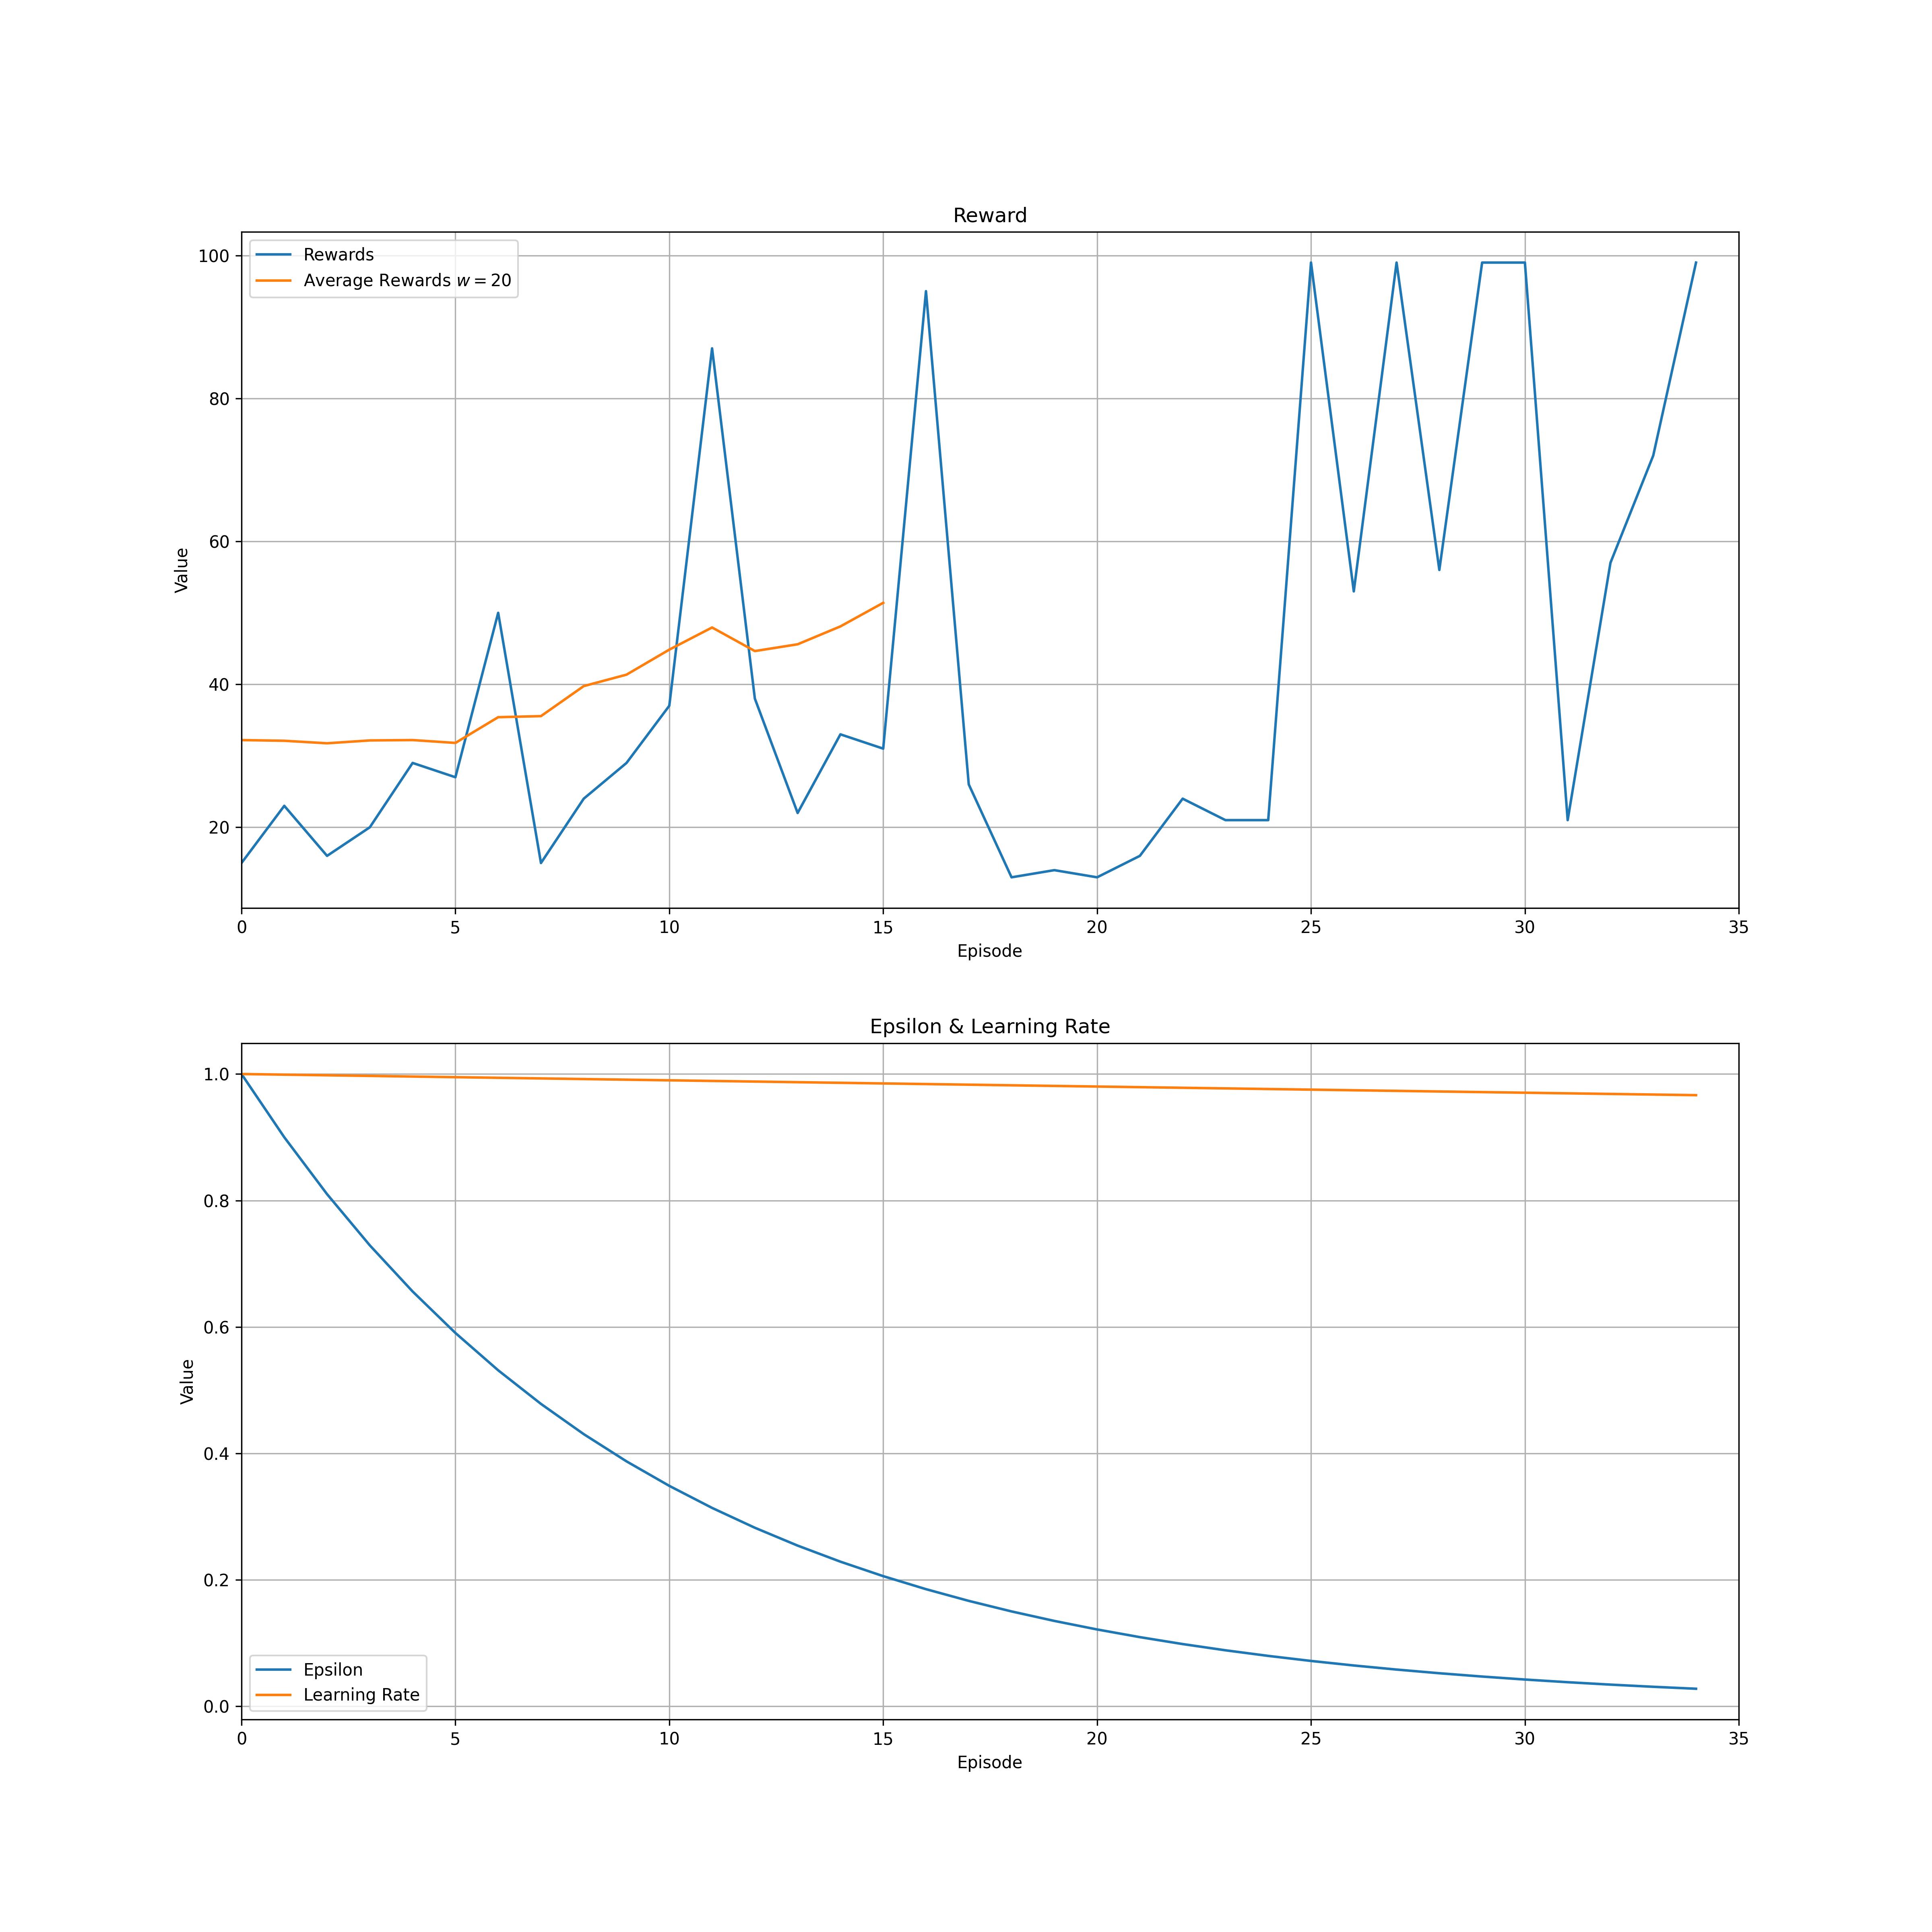 Reward
Rewards
Average Rewards w = 20
100
80
60
40
20
Value
0 5 10 15 20 25 30 35
Episode
Epsilon & Learning Rate
1.0
0.8
0.6
0.4
0.2
0.0
Value
Epsilon
Learning Rate
0 5 10 15 20 25 30 35
Episode